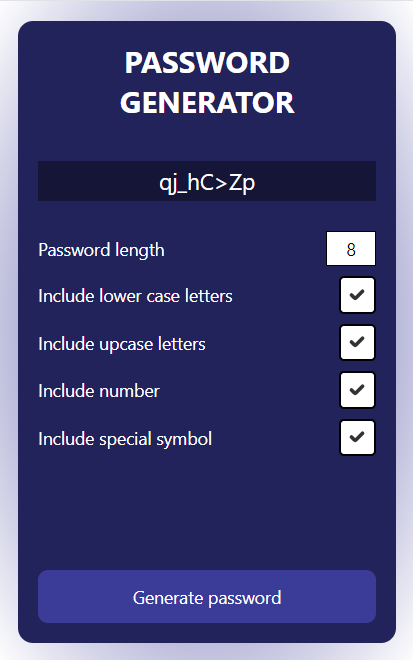 PASSWORD
GENERATOR
qj_hC>Zp
Password length 8
Include lower case letters
Include upcase letters
Include number
Include special symbol
Generate password